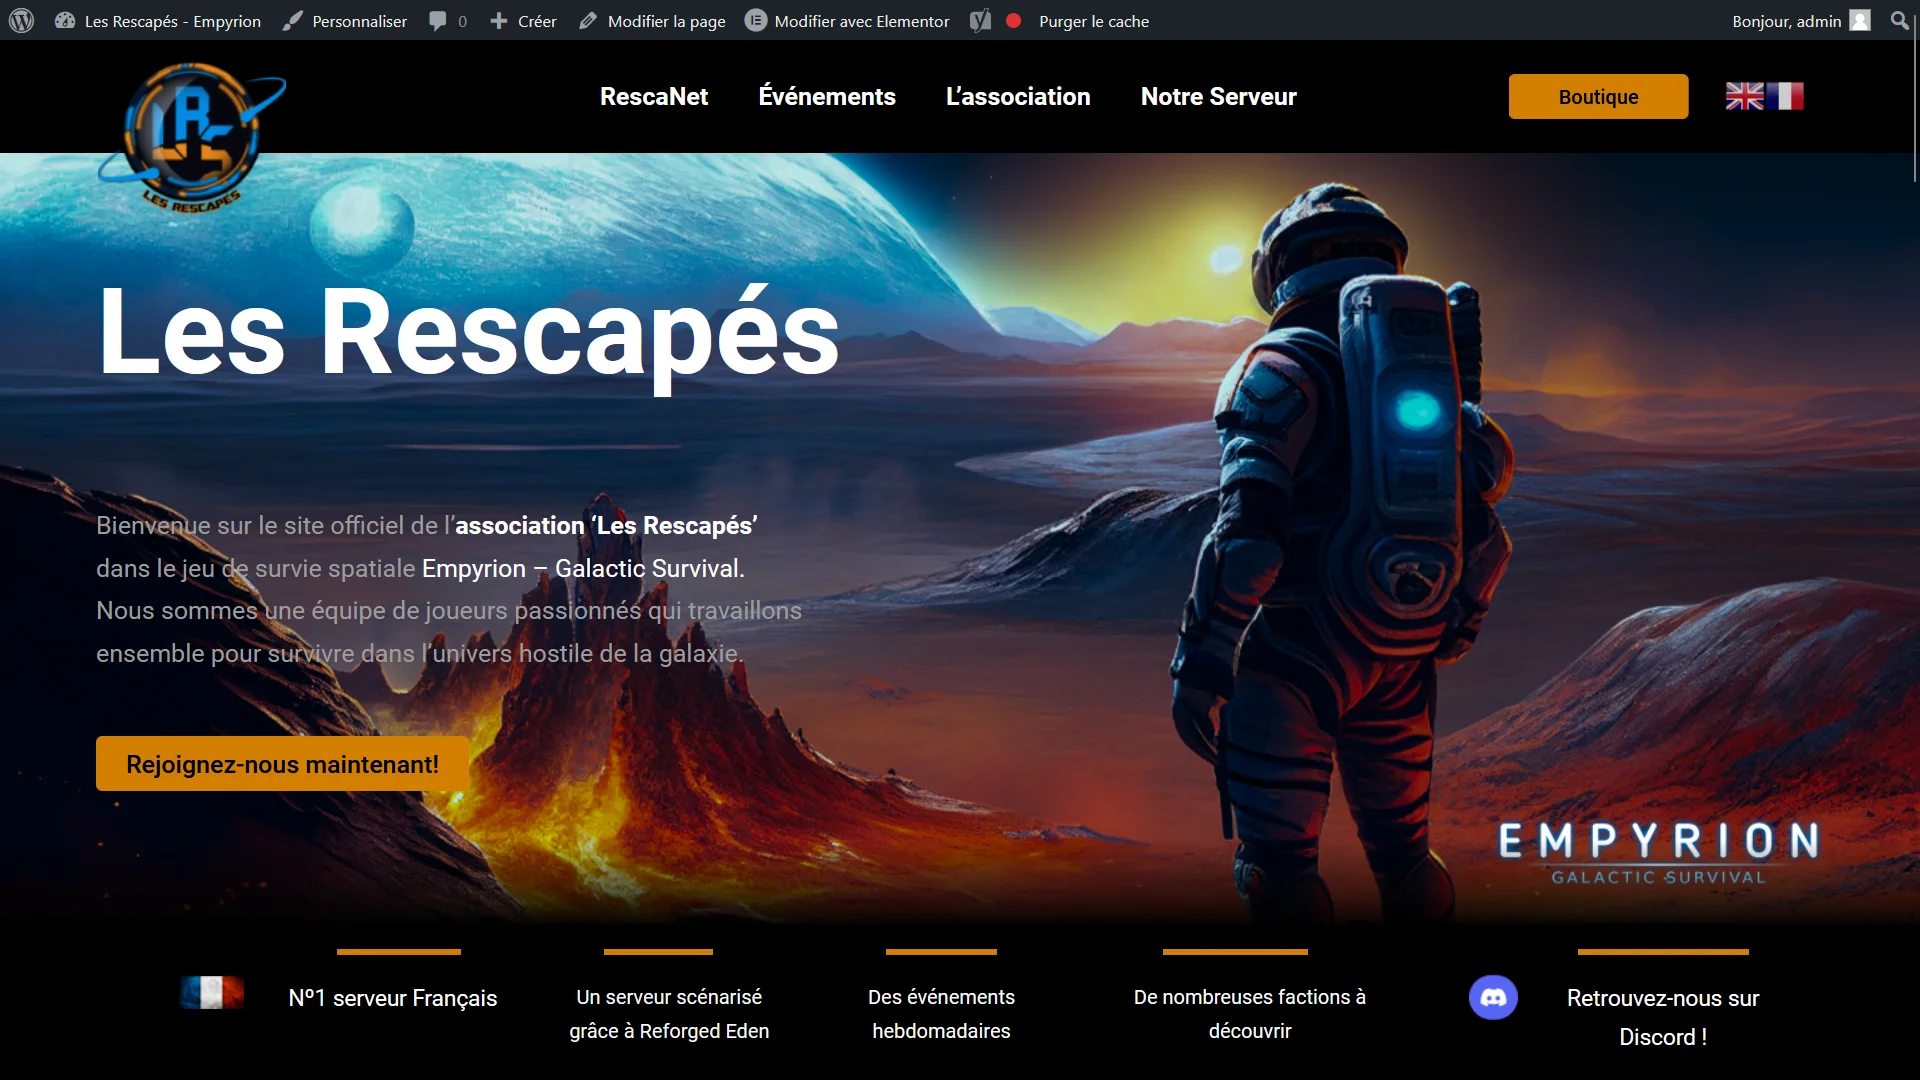 Les Rescapés - Empyrion Personnaliser 0 Créer Modifier la page Modifier avec Elementor Purger le cache Bonjour, admin
LES RESCAPÉS
RescaNet Événements L’association Notre Serveur Boutique
Les Rescapés
Bienvenue sur le site officiel de l’association ‘Les Rescapés’
dans le jeu de survie spatiale Empyrion – Galactic Survival.
Nous sommes une équipe de joueurs passionnés qui travaillons
ensemble pour survivre dans l’univers hostile de la galaxie.
Rejoignez-nous maintenant!
EMPYRION
GALACTIC SURVIVAL
Nº1 serveur Français
Un serveur scénarisé
grâce à Reforged Eden
Des événements
hebdomadaires
De nombreuses factions à
découvrir
Retrouvez-nous sur
Discord !